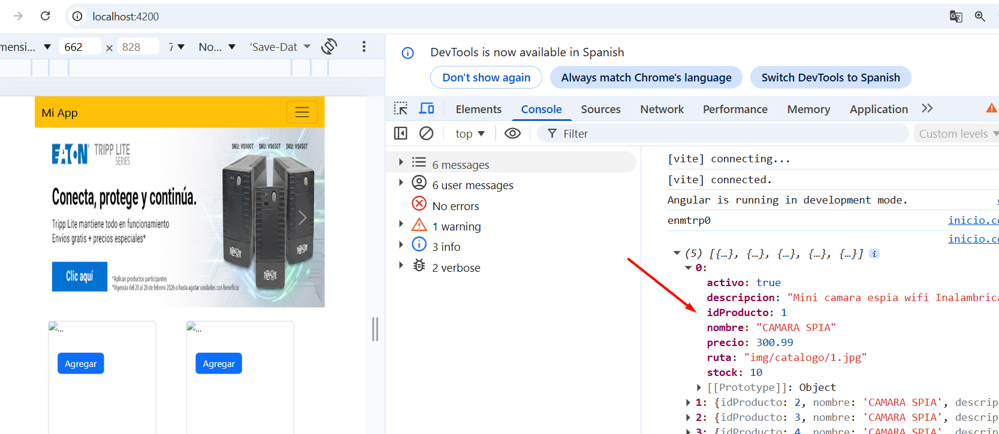 localhost:4200
mensi... 662 × 828 7 No... 'Save-Dat
DevTools is now available in Spanish
Don't show again Always match Chrome's language Switch DevTools to Spanish
Mi App
Elements Console Sources Network Performance Memory Application
top Filter Custom levels
EATON TRIPP LITE SERIES
SKU: VS900T SKU: VS650T SKU: VS450T
Conecta, protege y continúa.
Tripp Lite mantiene todo en funcionamiento
Envíos gratis + precios especiales*
Clic aquí
*Aplican productos participantes
*Vigencia del 20 al 28 de febrero 2026 o hasta agotar unidades con beneficio
TRIPP·LITE
TRIPP·LITE
TRIPP·LITE
... ...
Agregar Agregar
6 messages
6 user messages
No errors
1 warning
3 info
2 verbose
[vite] connecting...
[vite] connected.
Angular is running in development mode.
enmtrp0 inicio.co
inicio.co
(5) [{…}, {…}, {…}, {…}, {…}] i
0:
activo: true
descripcion: "Mini camara espia wifi Inalambrica
idProducto: 1
nombre: "CAMARA SPIA"
precio: 300.99
ruta: "img/catalogo/1.jpg"
stock: 10
[[Prototype]]: Object
1: {idProducto: 2, nombre: 'CAMARA SPIA', descrip
2: {idProducto: 3, nombre: 'CAMARA SPIA', descrip
3: {idProducto: 4, nombre: 'CAMARA SPIA', descrip